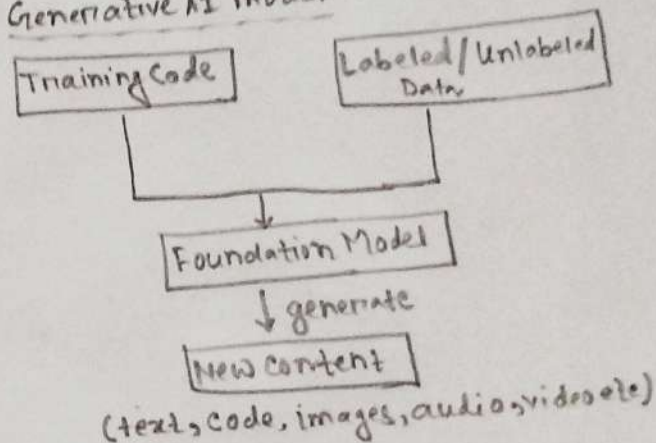 Generative AI
Training Code
Labeled/Unlabeled
Data
Foundation Model
generate
New content
(text, code, images, audio, video etc)